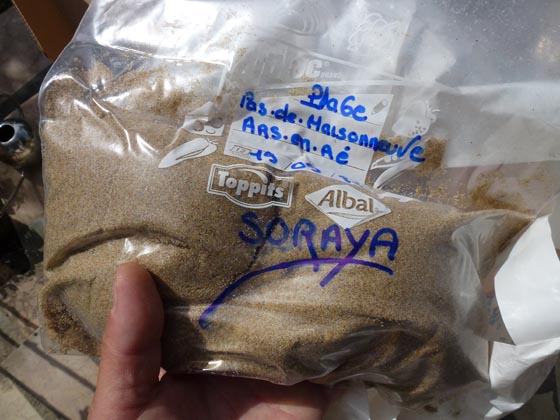 Plage
Pas-de-Maisonneuve
ARS-en-Ré
Toppits
Albal
SORAYA